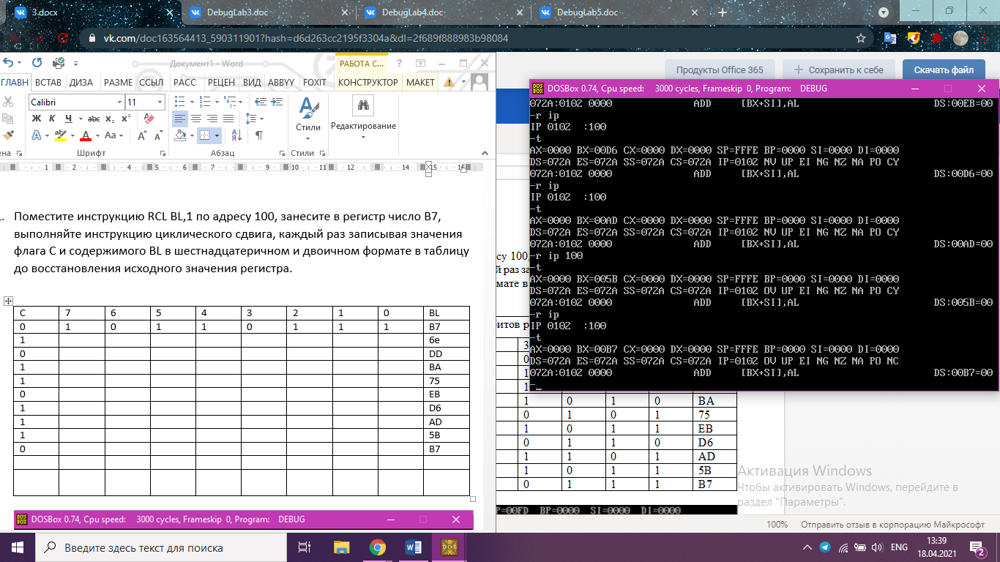 3.docx
DebugLab3.doc
DebugLab4.doc
DebugLab5.doc
vk.com/doc163564413_590311901?hash=d6d263cc2195f3304a&dl=2f689f888983b98084
Документ1 - Word
РАБОТА С...
ГЛАВН ВСТАВ ДИЗА РАЗМЕ ССЫЛ РАСС РЕЦЕН ВИД ABBYY FOXIT КОНСТРУКТОР МАКЕТ
Calibri 11
Ж К Ч abc x₂ x²
Стили
Редактирование
на Шрифт Абзац Стили
1 2 3 4 5 6 7 8 9 10 11 12 13 14 15 16
Поместите инструкцию RCL BL,1 по адресу 100, занесите в регистр число B7,
выполняйте инструкцию циклического сдвига, каждый раз записывая значения
флага C и содержимого BL в шестнадцатеричном и двоичном формате в таблицу
до восстановления исходного значения регистра.
C 7 6 5 4 3 2 1 0 BL
0 1 0 1 1 0 1 1 1 B7
1 6e
0 DD
1 BA
1 75
0 EB
1 D6
1 AD
1 5B
0 B7
DOSBox 0.74, Cpu speed: 3000 cycles, Frameskip 0, Program: DEBUG
Продукты Office 365
Сохранить к себе
Скачать файл
DOSBox 0.74, Cpu speed: 3000 cycles, Frameskip 0, Program: DEBUG
072A:0102 0000 ADD [BX+SI],AL DS:00EB=00
-r ip
IP 0102 :100
-t
AX=0000 BX=00D6 CX=0000 DX=0000 SP=FFFE BP=0000 SI=0000 DI=0000
DS=072A ES=072A SS=072A CS=072A IP=0102 NV UP EI NG NZ NA PO CY
072A:0102 0000 ADD [BX+SI],AL DS:00D6=00
-r ip
IP 0102 :100
-t
AX=0000 BX=00AD CX=0000 DX=0000 SP=FFFE BP=0000 SI=0000 DI=0000
DS=072A ES=072A SS=072A CS=072A IP=0102 NV UP EI NG NZ NA PO CY
072A:0102 0000 ADD [BX+SI],AL DS:00AD=00
-r ip 100
-t
AX=0000 BX=005B CX=0000 DX=0000 SP=FFFE BP=0000 SI=0000 DI=0000
DS=072A ES=072A SS=072A CS=072A IP=0102 OV UP EI NG NZ NA PO CY
072A:0102 0000 ADD [BX+SI],AL DS:005B=00
-r ip
IP 0102 :100
-t
AX=0000 BX=00B7 CX=0000 DX=0000 SP=FFFE BP=0000 SI=0000 DI=0000
DS=072A ES=072A SS=072A CS=072A IP=0102 OV UP EI NG NZ NA PO NC
072A:0102 0000 ADD [BX+SI],AL DS:00B7=00
-_
су 100,
й раз за
мате в
битов р
3
0
1
1
1 0 1 0 BA
0 1 0 1 75
1 0 1 1 EB
0 1 1 0 D6
1 1 0 1 AD
1 0 1 1 5B
0 1 1 1 B7
P=00FD BP=0000 SI=0000 DI=0000
Активация Windows
Чтобы активировать Windows, перейдите в
раздел "Параметры".
100% Отправить отзыв в корпорацию Майкрософт
Введите здесь текст для поиска
ENG
13:39
18.04.2021
2